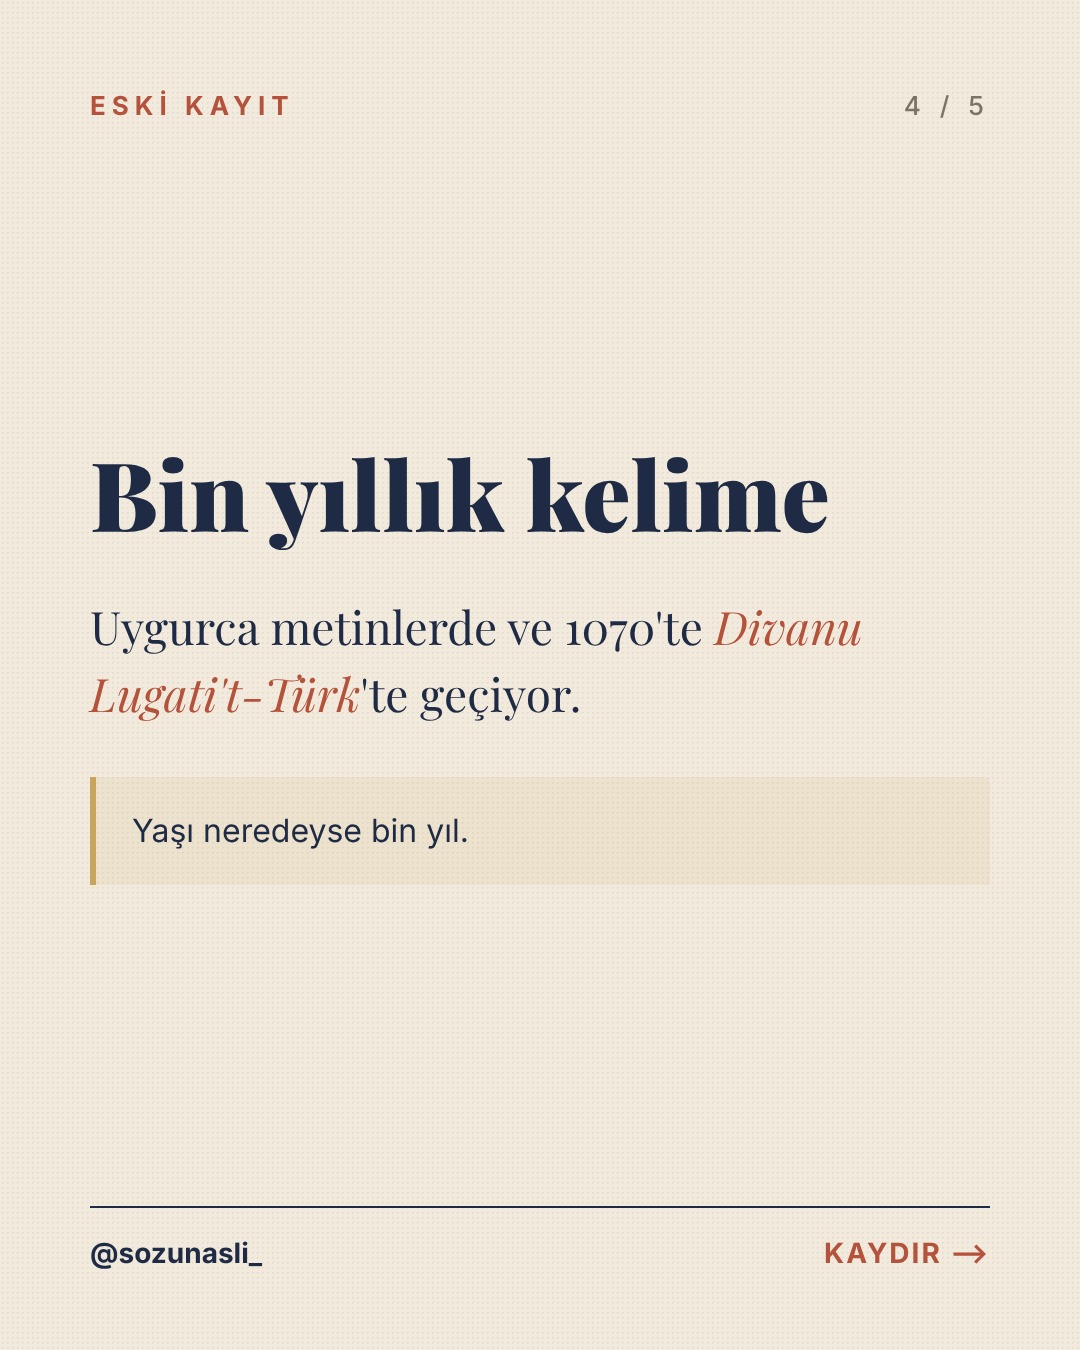 ESKİ KAYIT
4 / 5
Bin yıllık kelime
Uygurca metinlerde ve 1070'te Divanu
Lugati't-Türk'te geçiyor.
Yaşı neredeyse bin yıl.
@sozunasli_
KAYDIR →